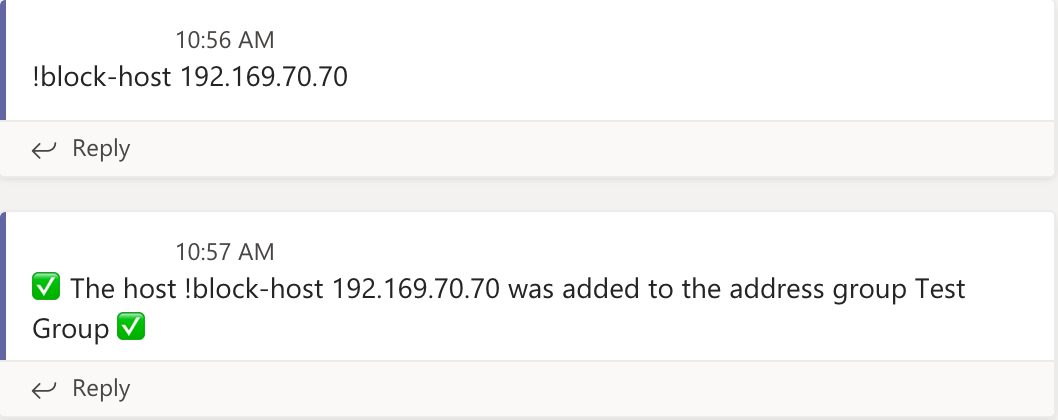 10:56 AM
!block-host 192.169.70.70
Reply
10:57 AM
✅ The host !block-host 192.169.70.70 was added to the address group Test
Group ✅
Reply